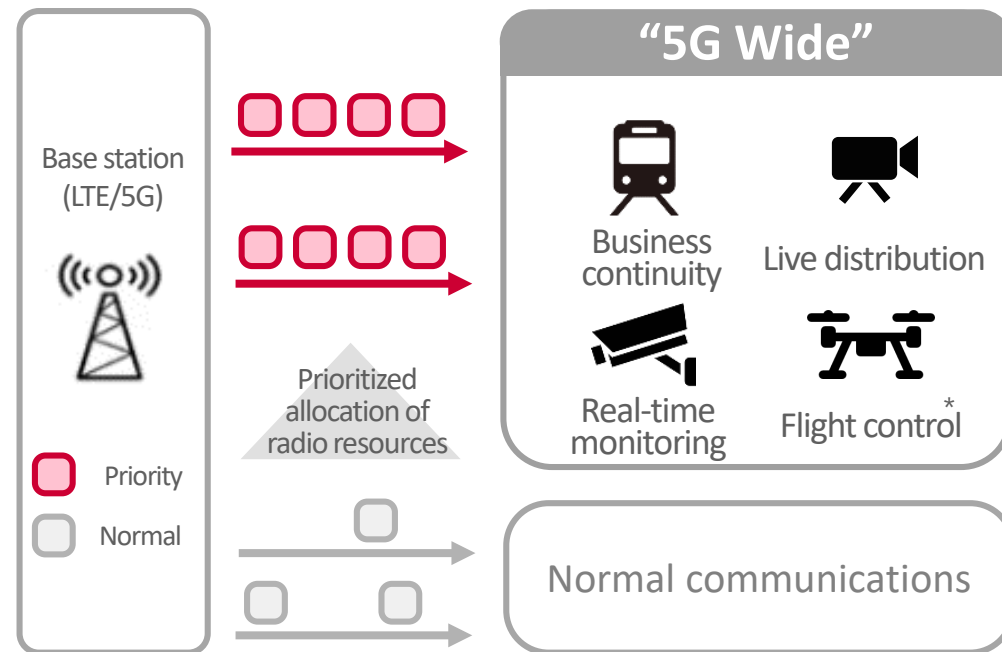 Base station
(LTE/5G)
Priority
Normal
Prioritized
allocation of
radio resources
“5G Wide”
Business
continuity
Live distribution
Real-time
monitoring
Flight control*
Normal communications